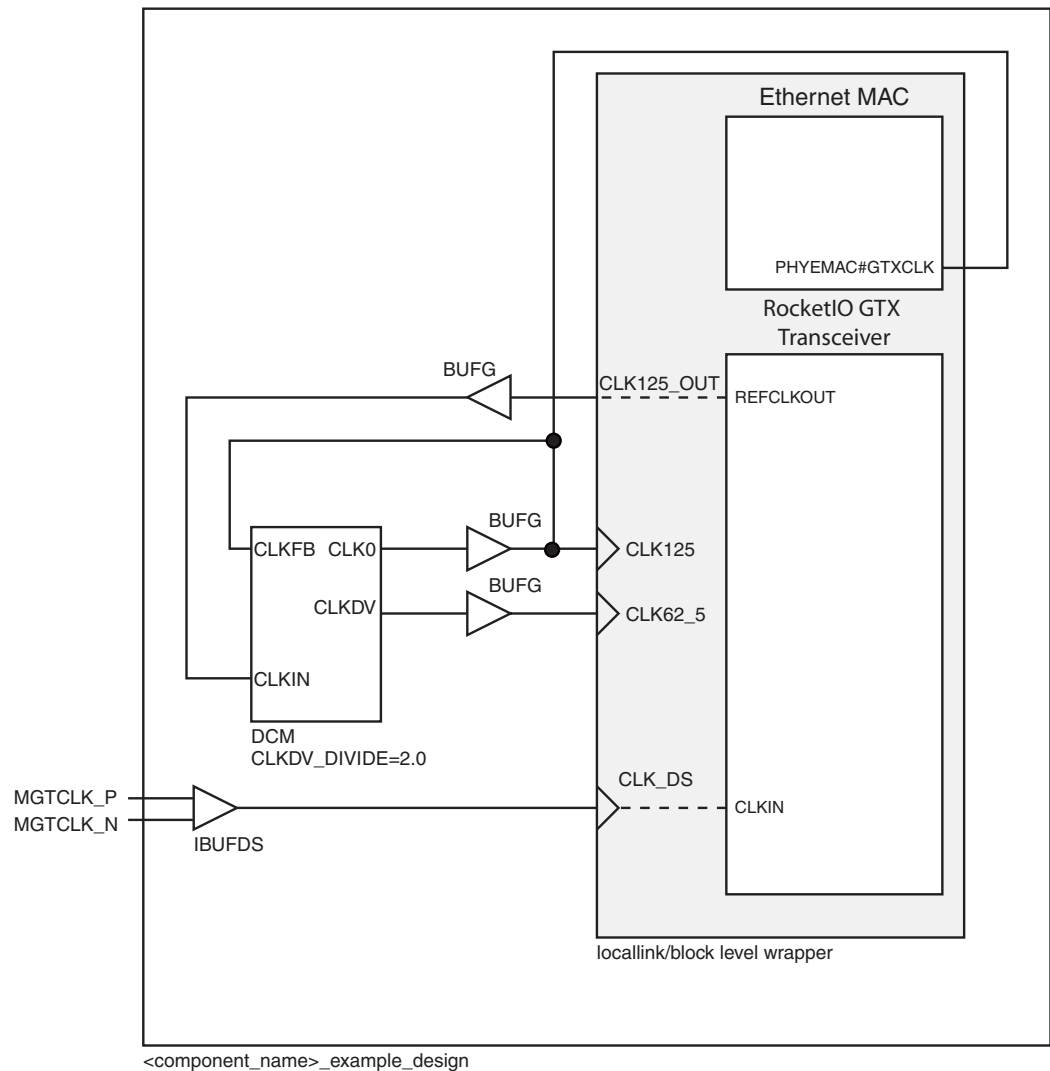 Ethernet MAC
PHYEMAC#GTXCLK
RocketIO GTX
Transceiver
BUFG
CLK125_OUT
REFCLKOUT
BUFG
CLKFB
CLK0
CLK125
BUFG
CLKDV
CLK62_5
CLKIN
DCM
CLKDV_DIVIDE=2.0
CLK_DS
MGTCLK_P
MGTCLK_N
CLKIN
IBUFDS
locallink/block level wrapper
<component_name>_example_design